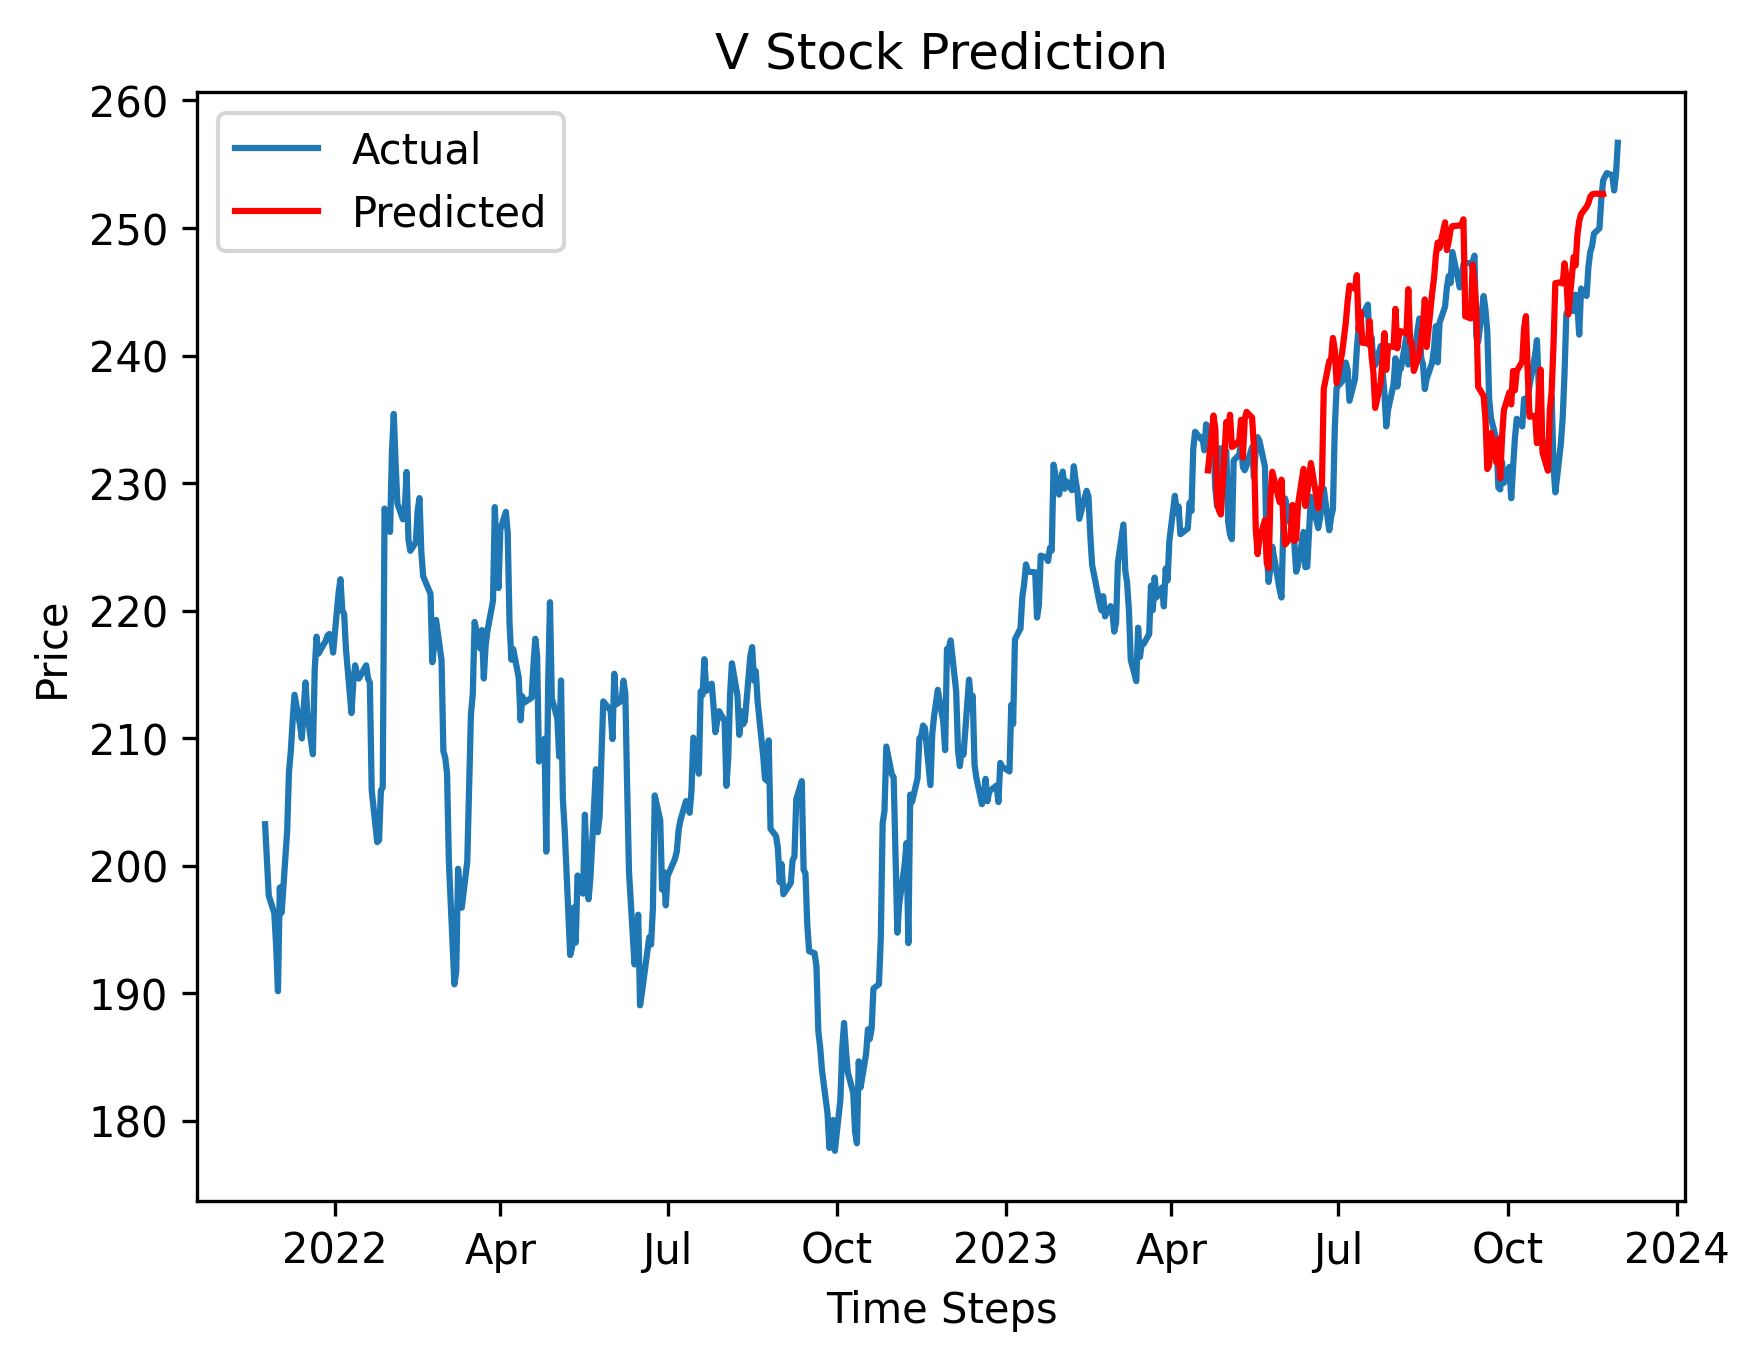 V Stock Prediction
Actual
Predicted
260
250
240
230
220
210
200
190
180
Price
2022 Apr Jul Oct 2023 Apr Jul Oct 2024
Time Steps